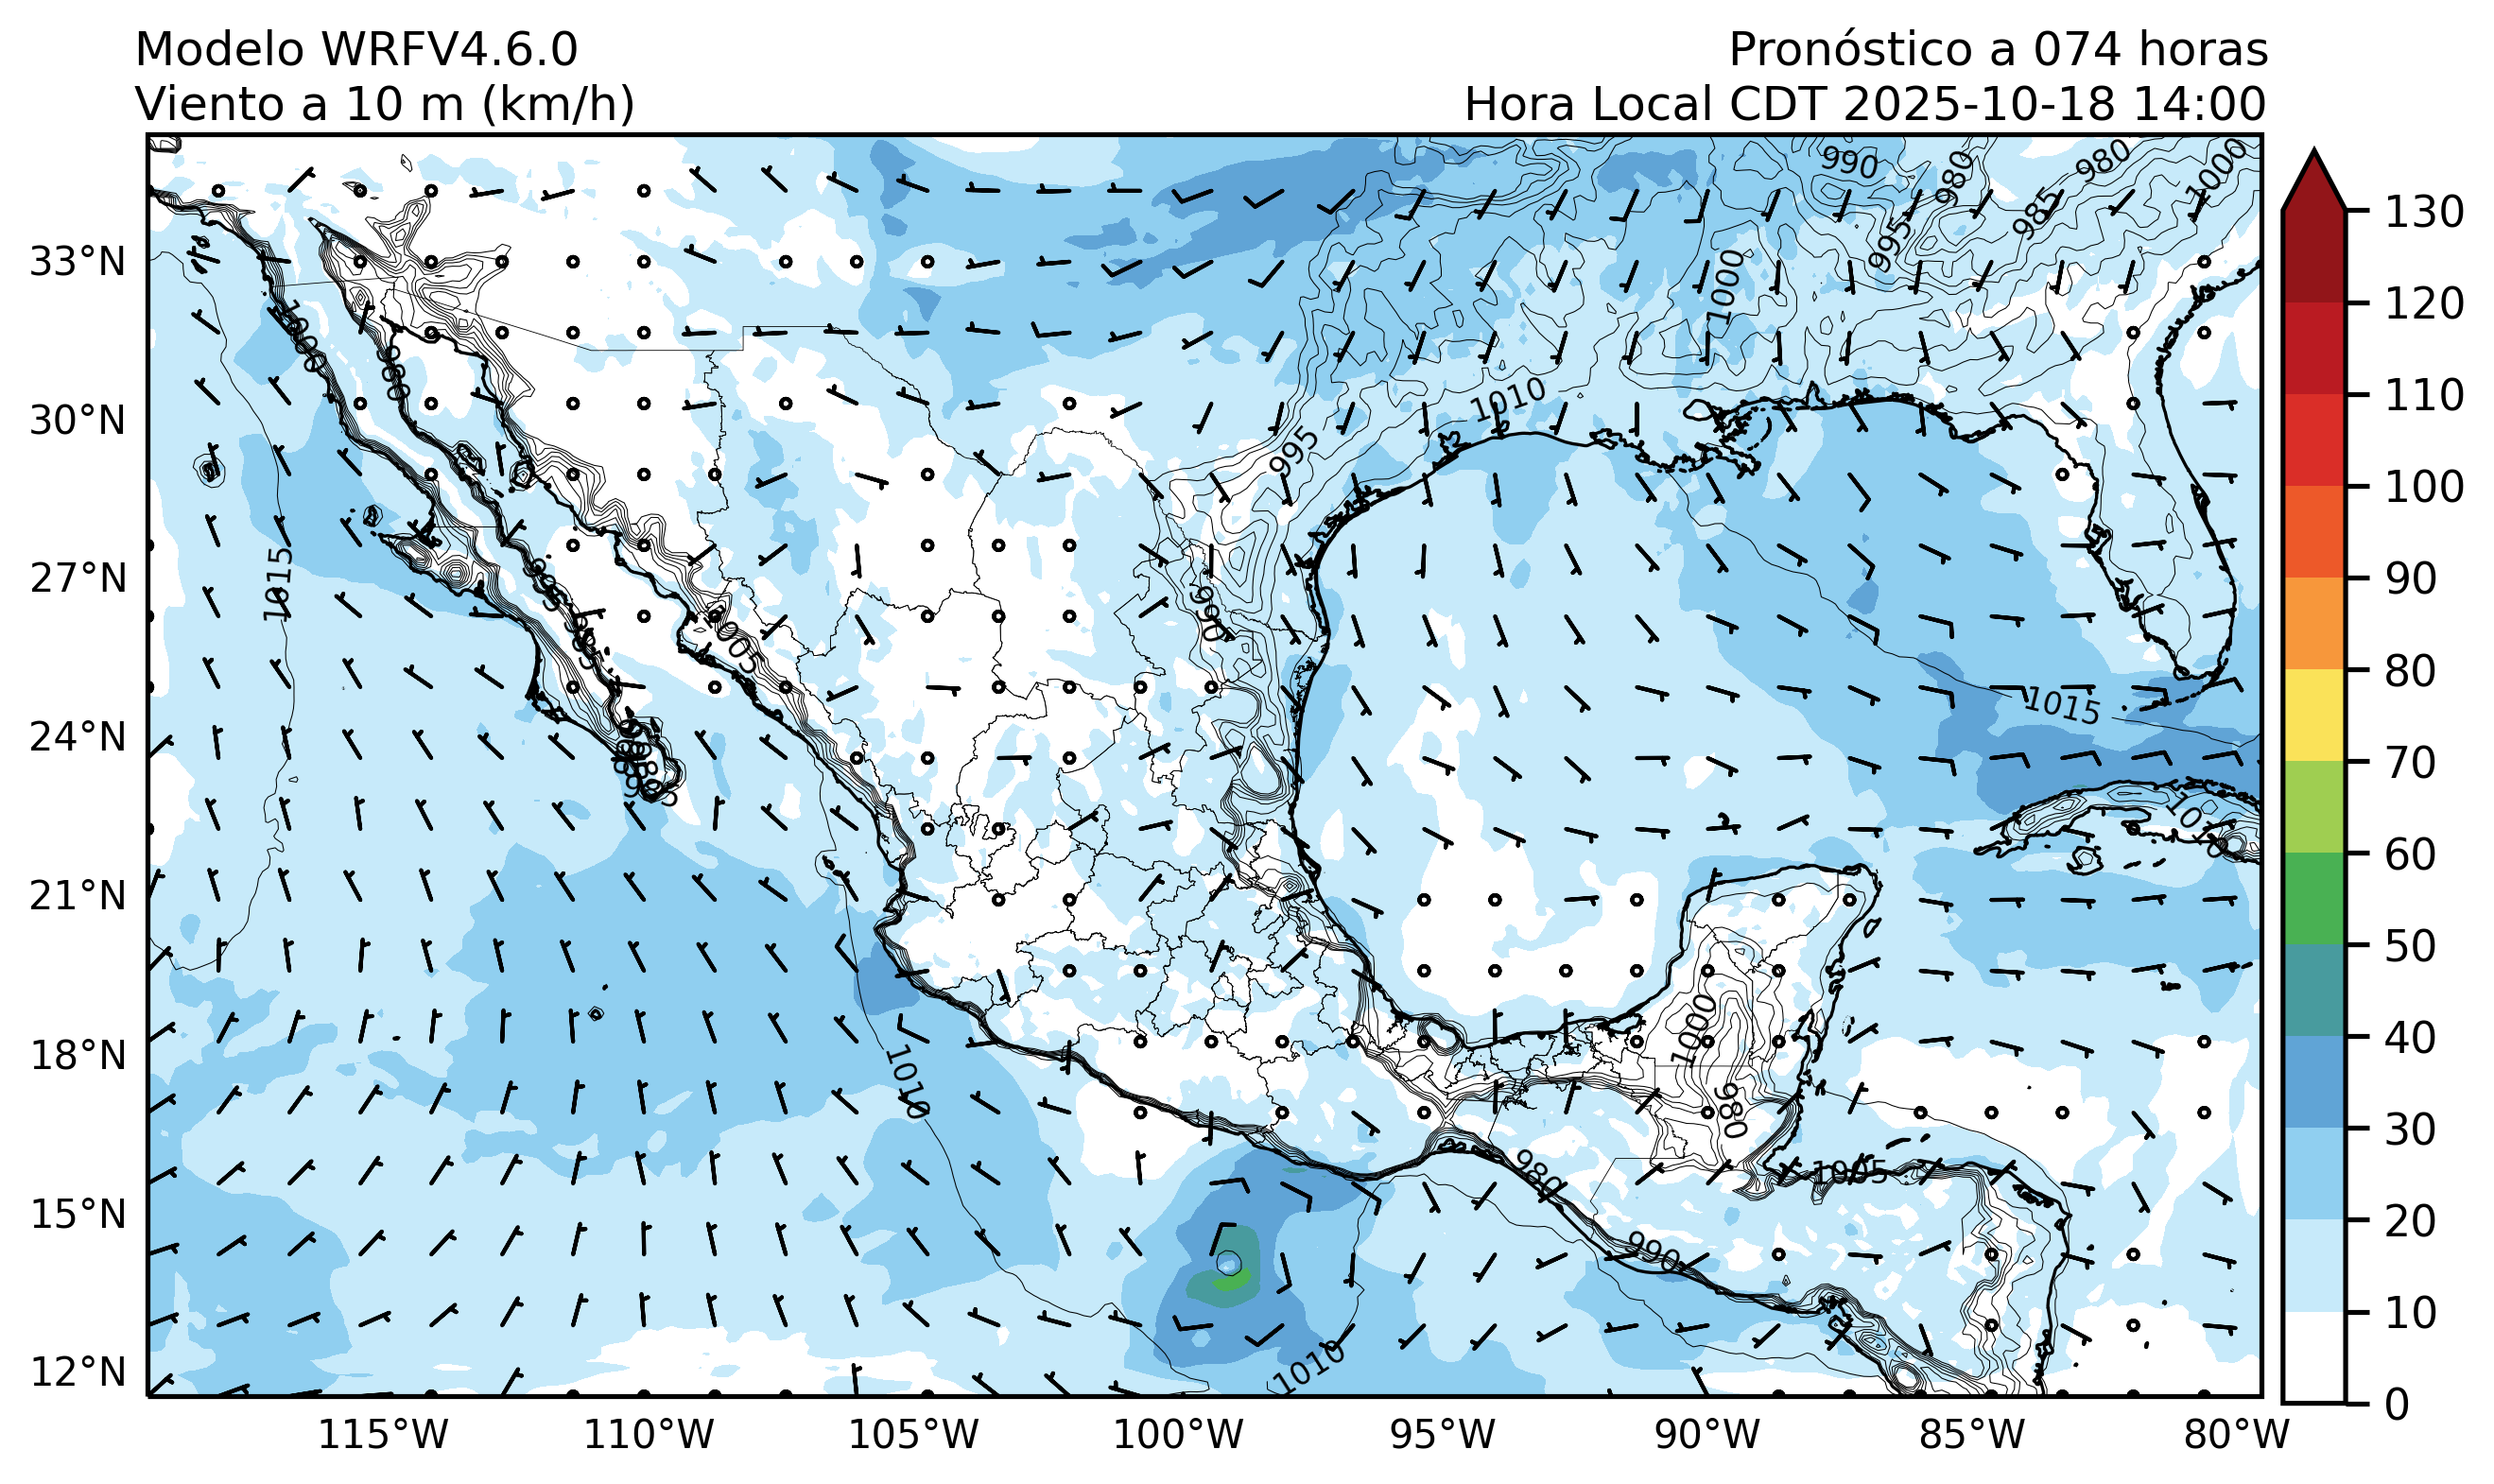 Modelo WRFV4.6.0
Viento a 10 m (km/h)
Pronóstico a 074 horas
Hora Local CDT 2025-10-18 14:00
33°N
30°N
27°N
24°N
21°N
18°N
15°N
12°N
115°W
110°W
105°W
100°W
95°W
90°W
85°W
80°W
130
120
110
100
90
80
70
60
50
40
30
20
10
0
990
980
980
1000
985
995
1000
1010
995
1015
1005
990
1015
1010
1000
980
1005
980
990
1010